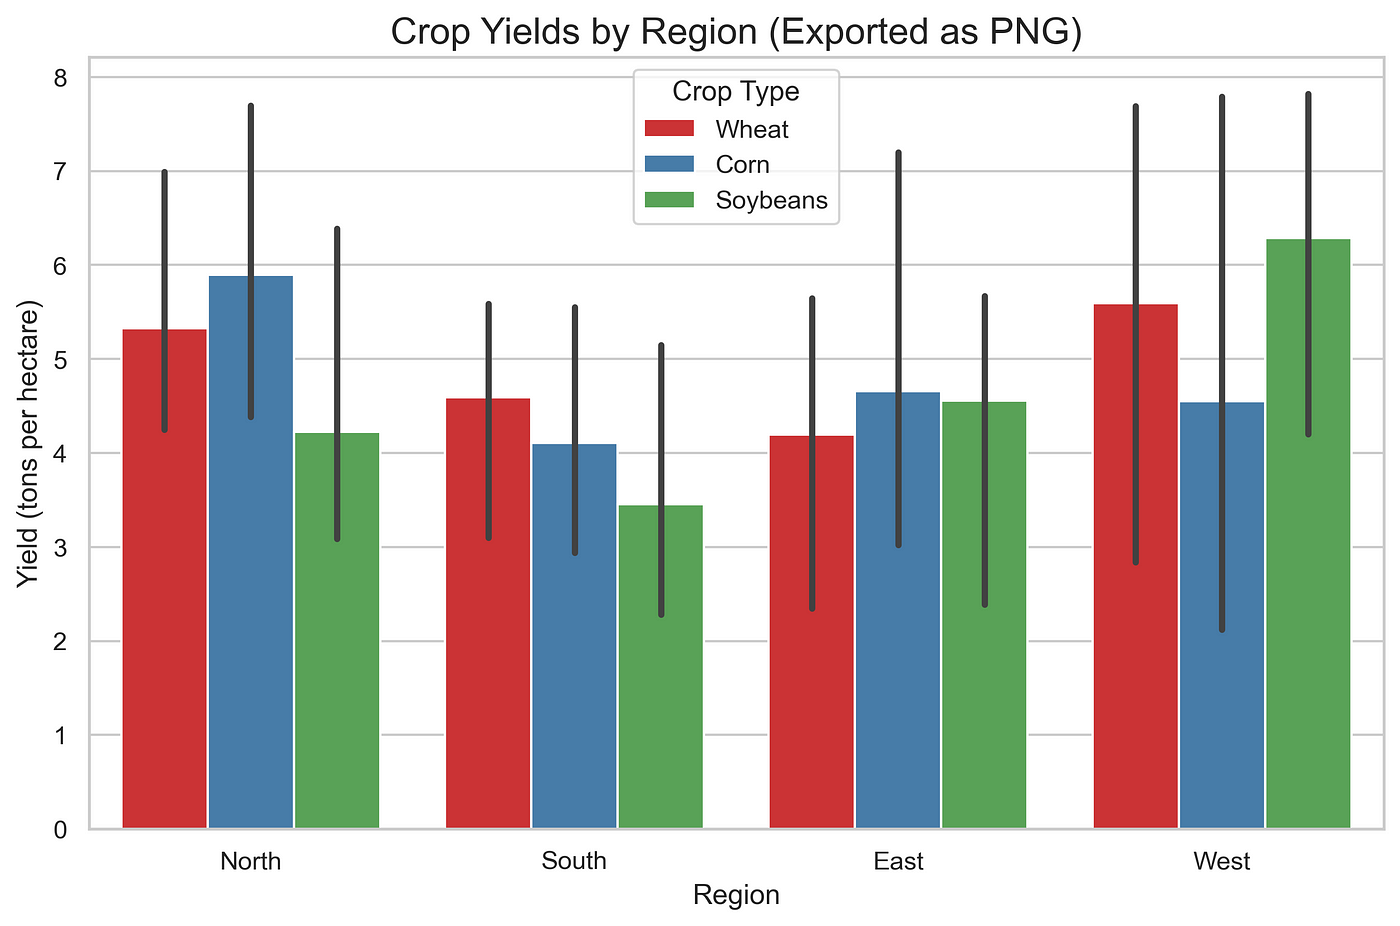 Crop Yields by Region (Exported as PNG)
Crop Type
Wheat
Corn
Soybeans
Yield (tons per hectare)
8
7
6
5
4
3
2
1
0
North South East West
Region